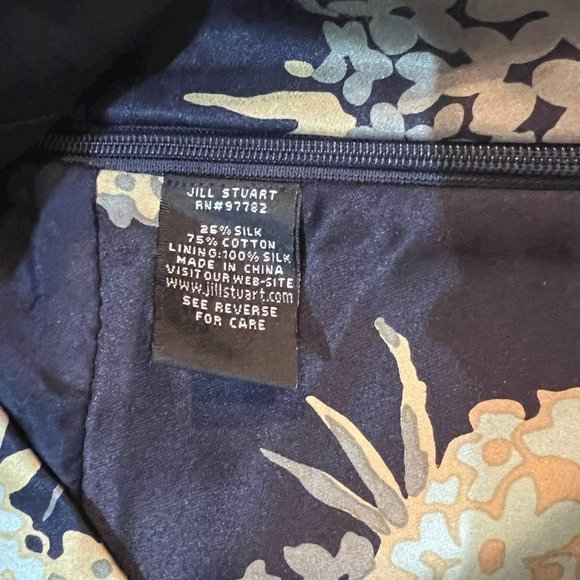 JILL STUART
RN#97782
25% SILK
75% COTTON
LINING:100% SILK
MADE IN CHINA
VISIT OUR WEB-SITE
www.jillstuart.com
SEE REVERSE
FOR CARE